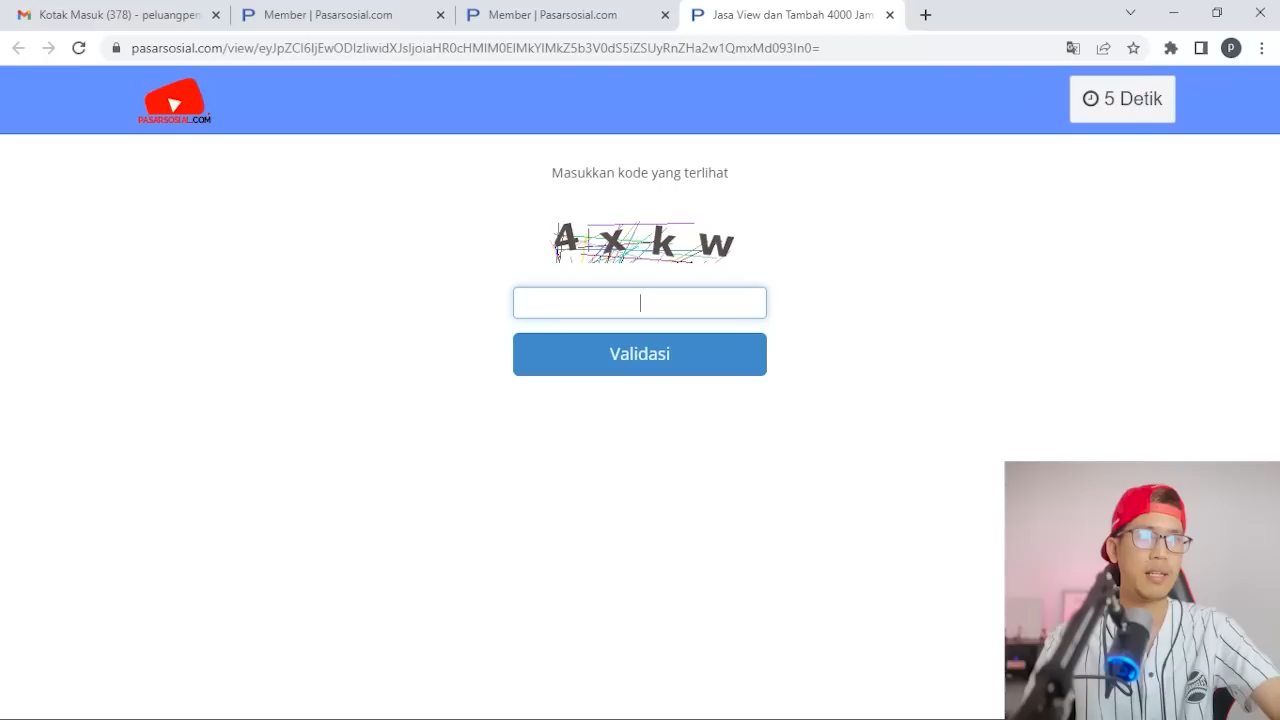 Kotak Masuk (378) - peluangpen
Member | Pasarsosial.com
Member | Pasarsosial.com
Jasa View dan Tambah 4000 Jam
P
pasarsosial.com/view/
PASARSOSIAL.COM
5 Detik
Masukkan kode yang terlihat
4 x k w
Validasi